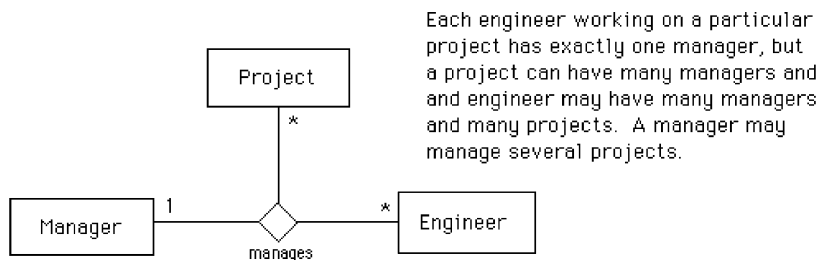 Each engineer working on a particular
project has exactly one manager, but
a project can have many managers and
and engineer may have many managers
and many projects. A manager may
manage several projects.
Project
*
Manager
1
*
Engineer
manages